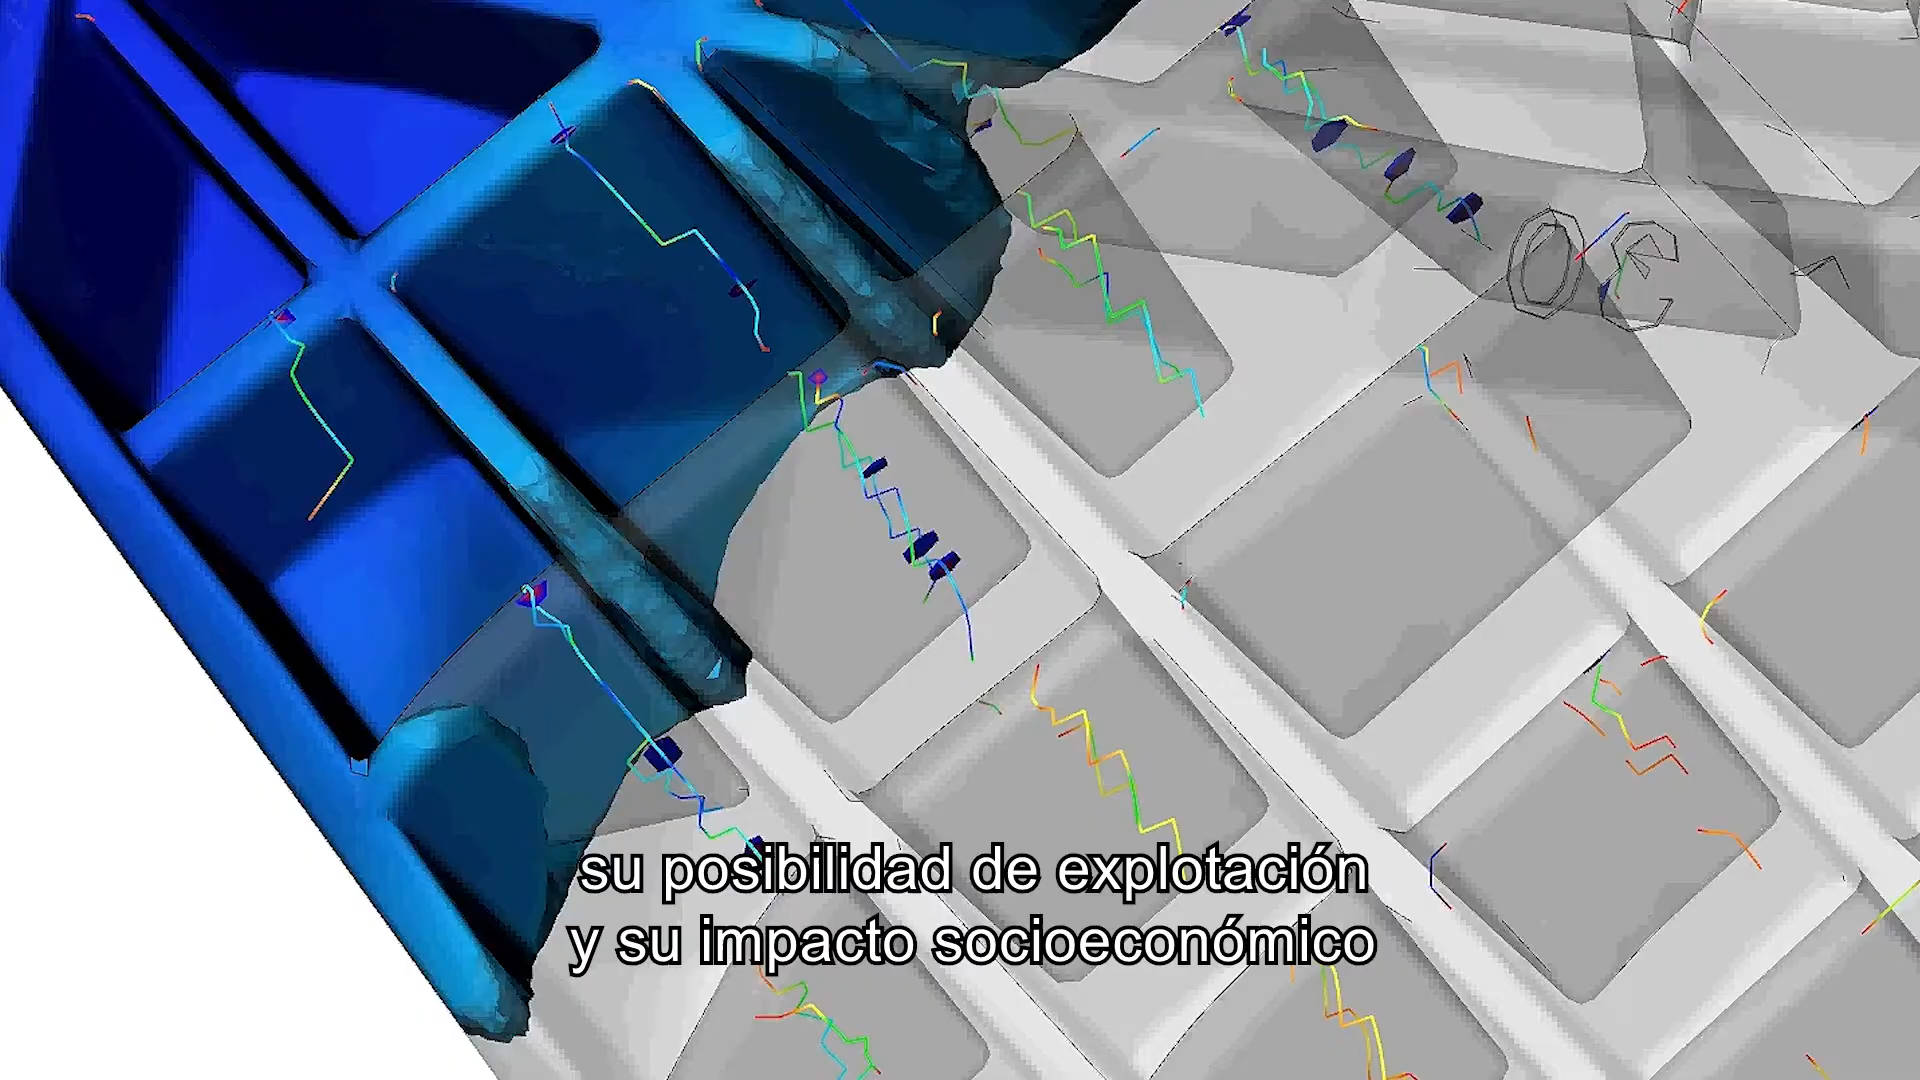 su posibilidad de explotación
y su impacto socioeconómico